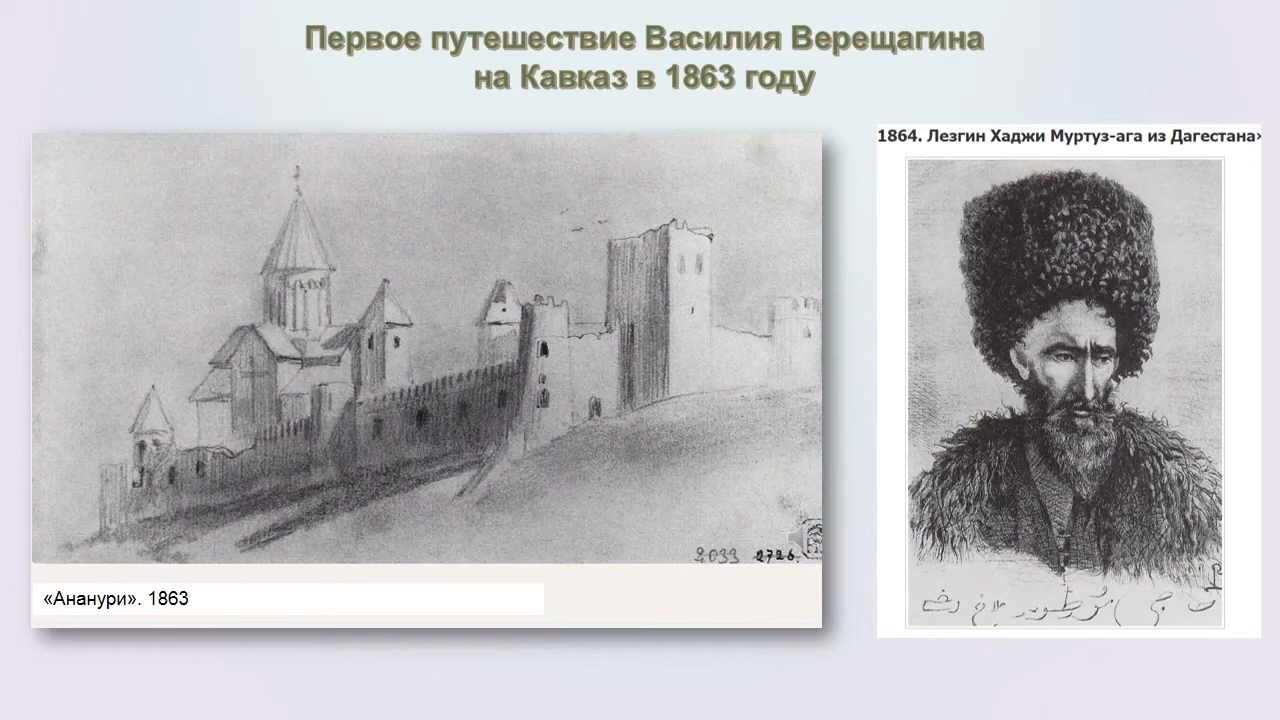 Первое путешествие Василия Верещагина
на Кавказ в 1863 году
1864. Лезгин Хаджи Муртуз-ага из Дагестана»
2033 2726.
«Ананури». 1863